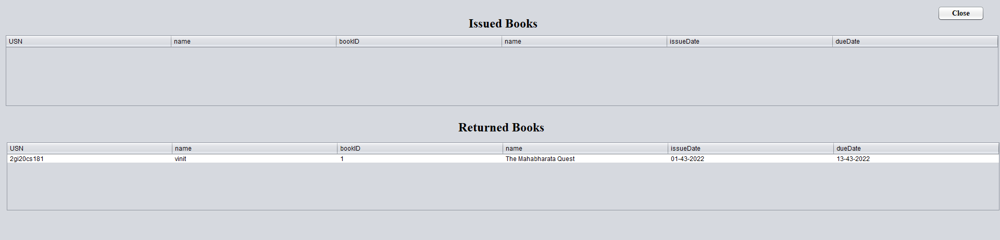 Close
Issued Books
USN name bookID name issueDate dueDate
Returned Books
USN name bookID name issueDate dueDate
2gi20cs181 vinit 1 The Mahabharata Quest 01-43-2022 13-43-2022